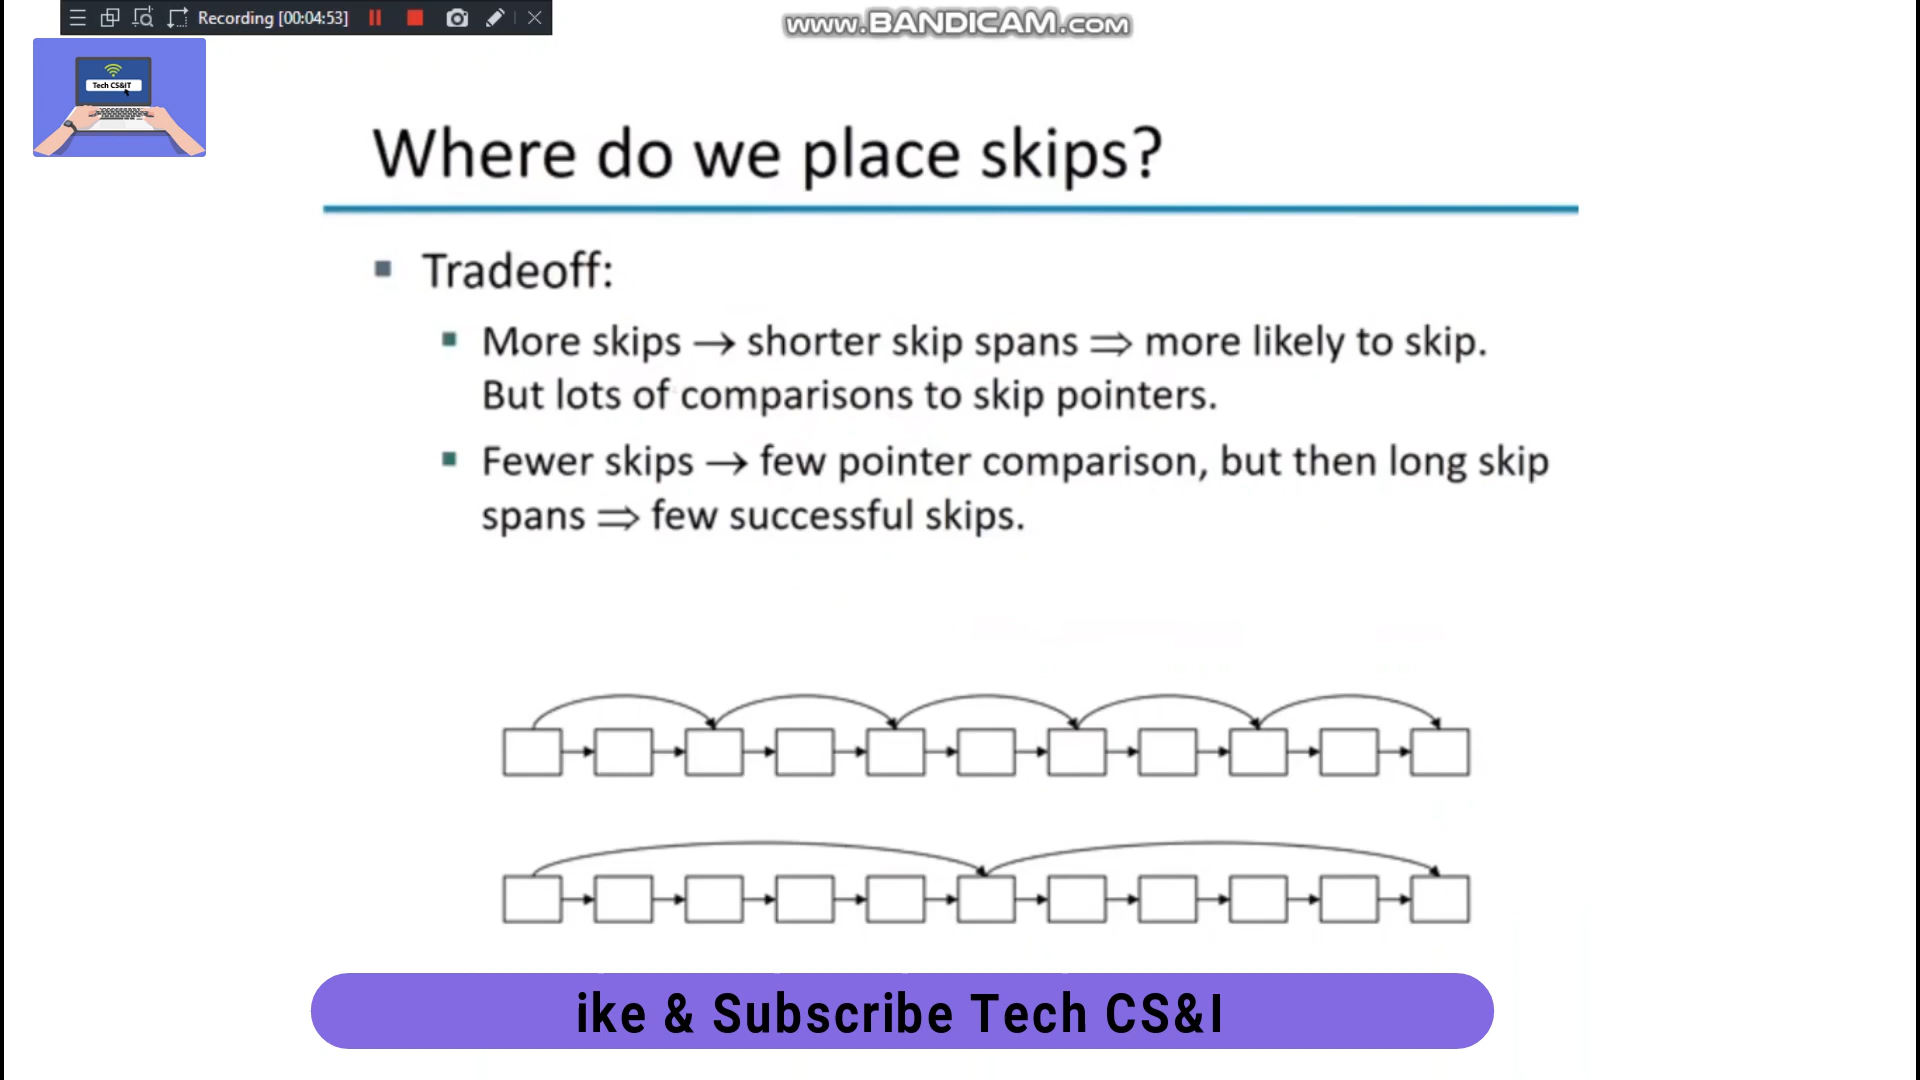 Recording [00:04:53]
www.BANDICAM.com
Tech CS&IT
Where do we place skips?
▪ Tradeoff:
▪ More skips → shorter skip spans ⇒ more likely to skip.
But lots of comparisons to skip pointers.
▪ Fewer skips → few pointer comparison, but then long skip
spans ⇒ few successful skips.
ike & Subscribe Tech CS&I